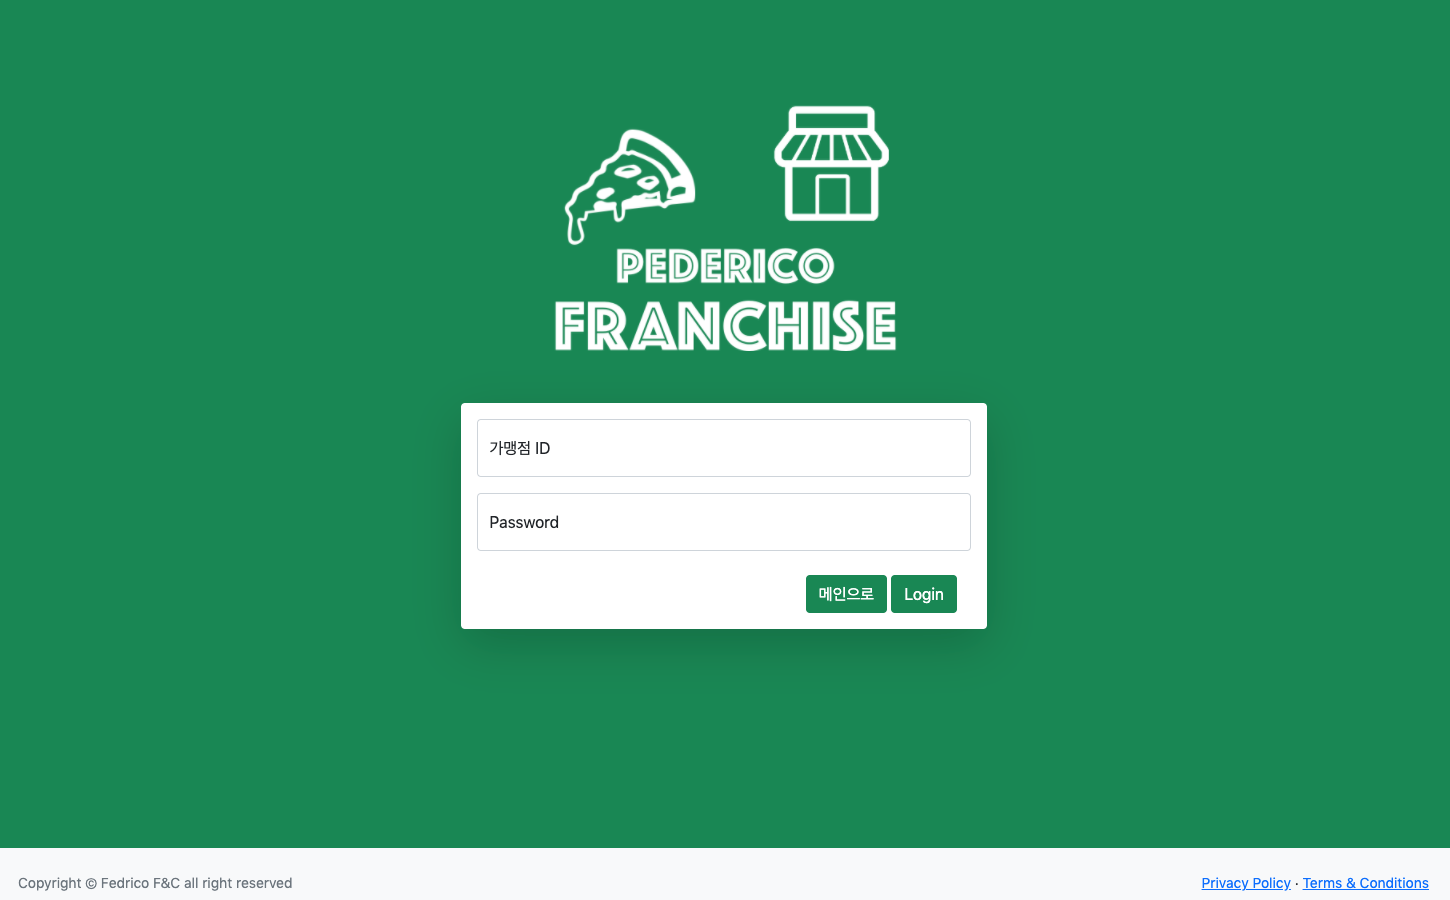 PEDERICO
FRANCHISE
가맹점 ID
Password
메인으로 Login
Copyright © Fedrico F&C all right reserved
Privacy Policy · Terms & Conditions